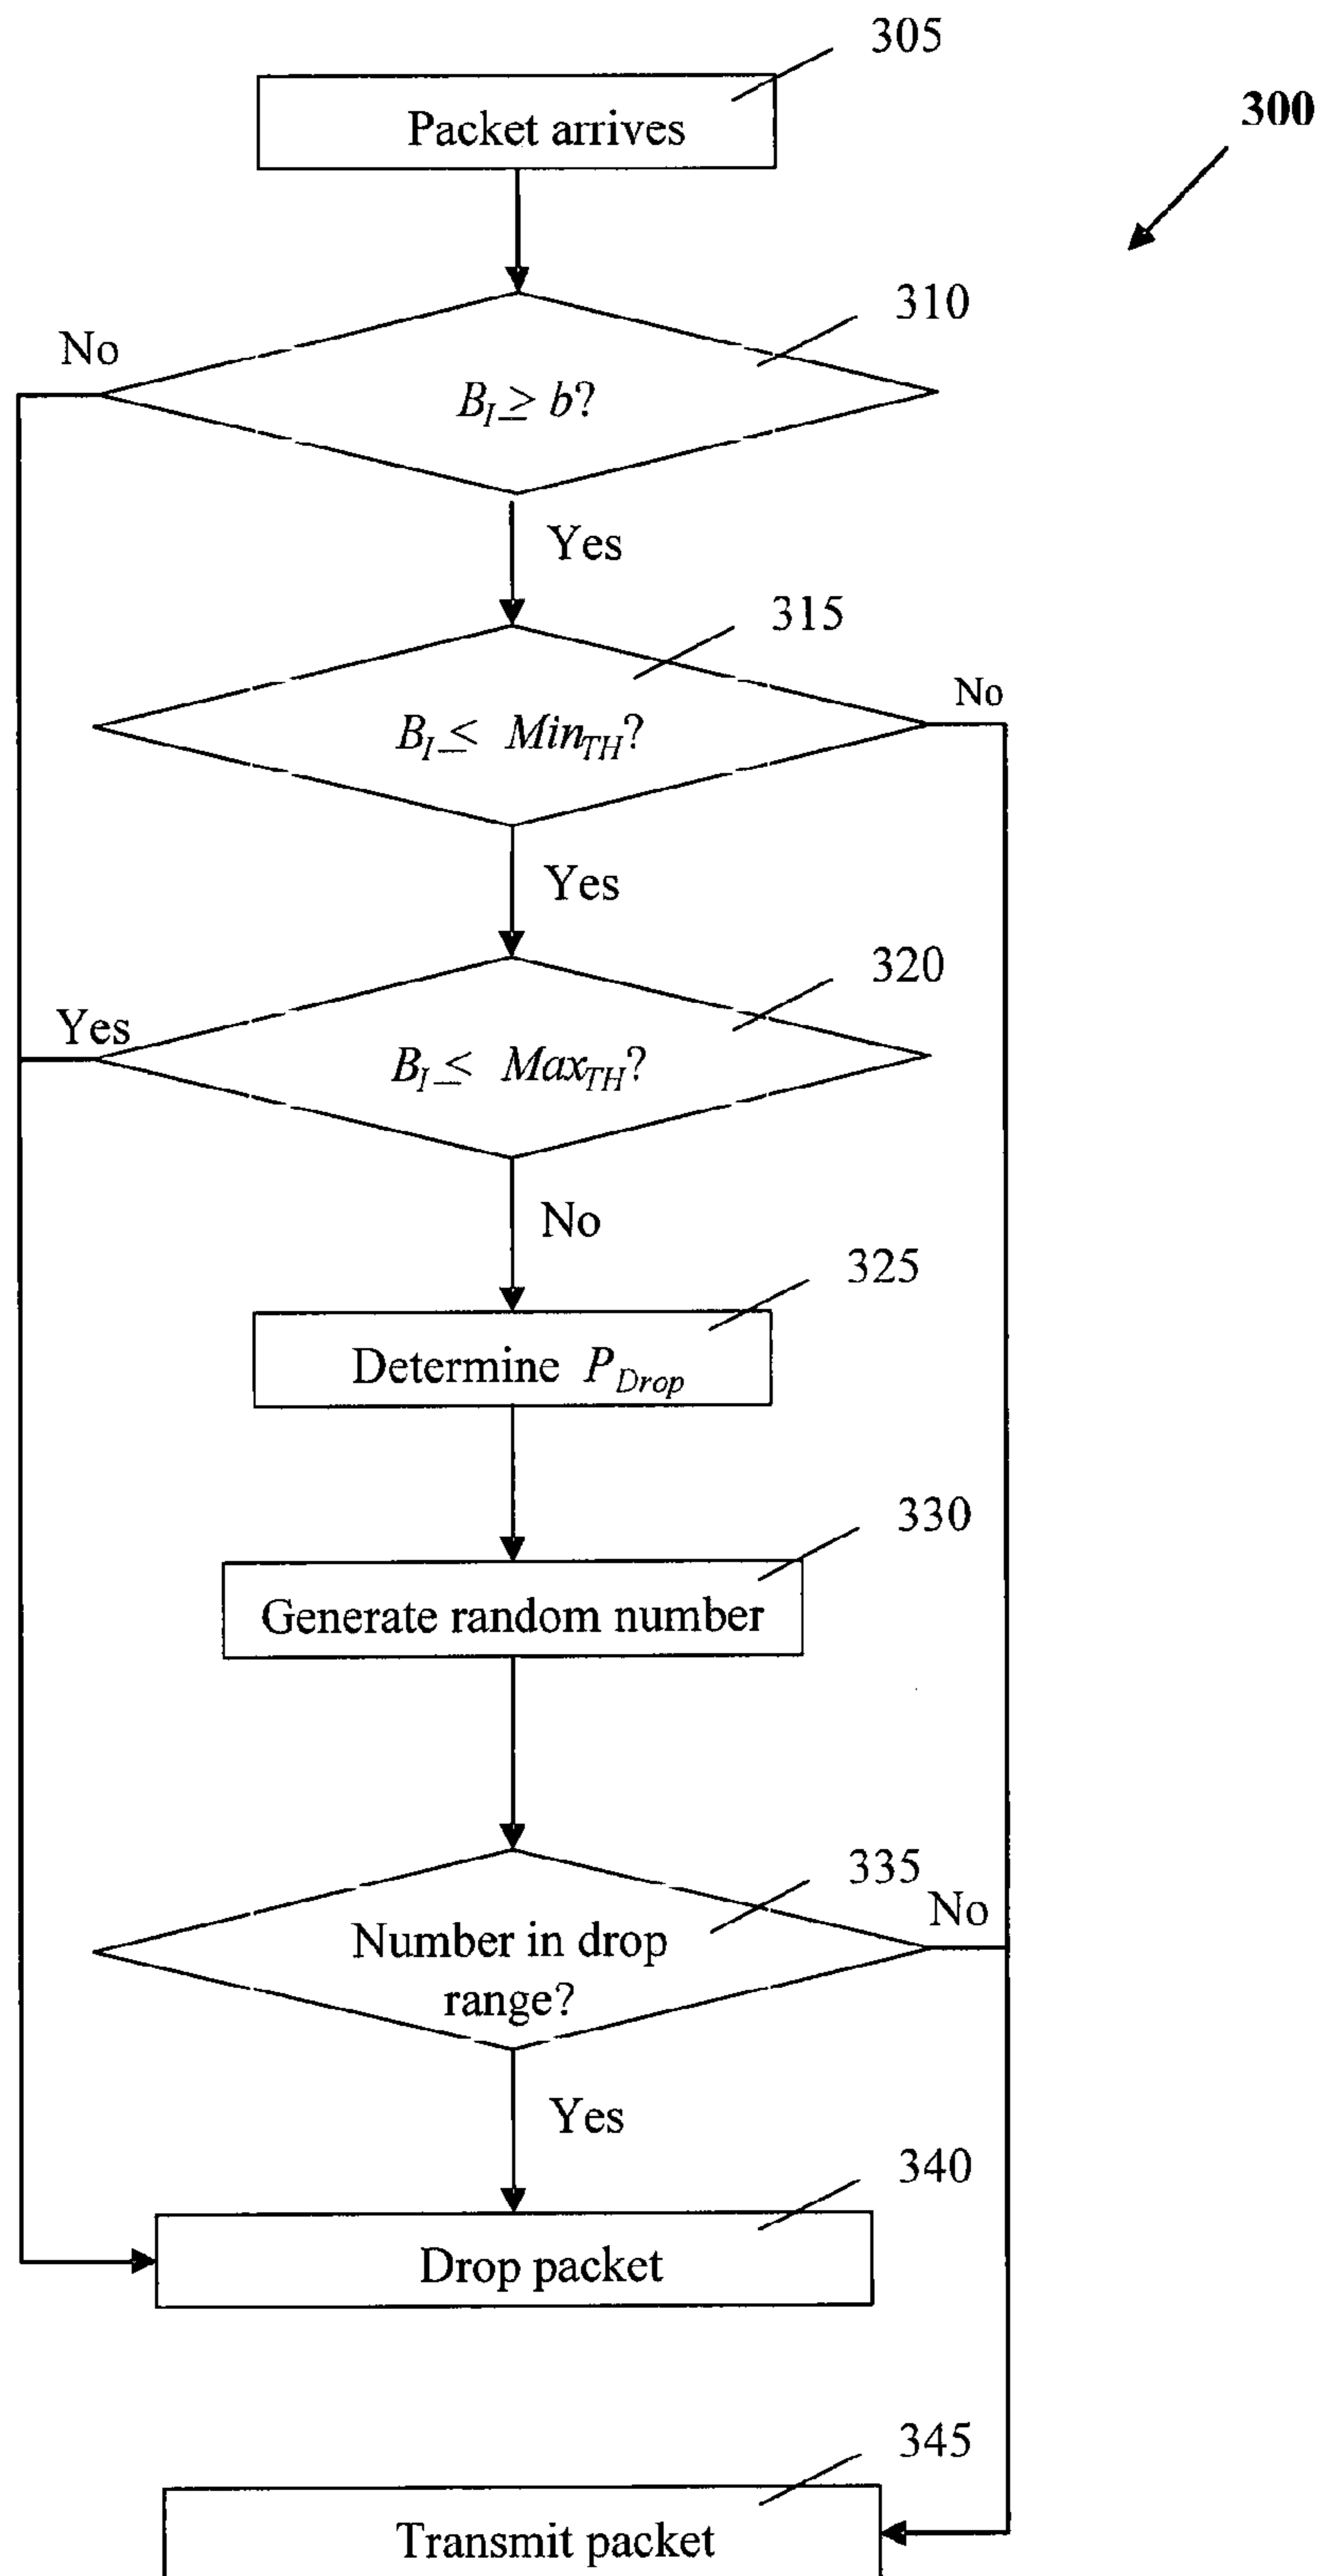 305
Packet arrives
300
310
No
B_I ≥ b?
Yes
315
No
B_I ≤ Min_TH?
Yes
320
Yes
B_I ≤ Max_TH?
No
325
Determine P_Drop
330
Generate random number
335
No
Number in drop
range?
Yes
340
Drop packet
345
Transmit packet